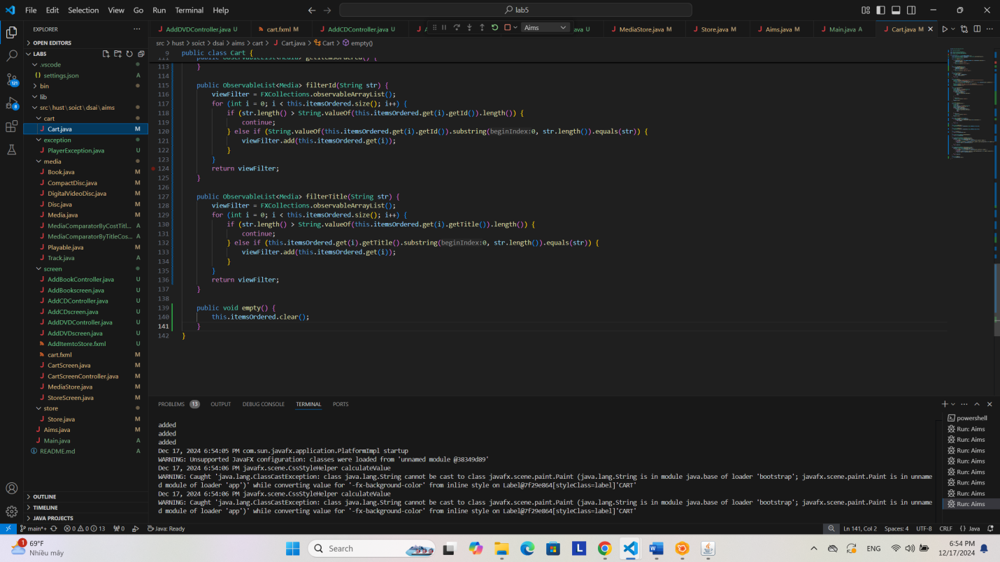 File Edit Selection View Go Run Terminal Help
lab5
EXPLORER
OPEN EDITORS
LAB5
.vscode
settings.json A
bin
lib
src\hust\soict\dsai\aims
cart
Cart.java M
exception
PlayerException.java U
media
Book.java M
CompactDisc.java M
DigitalVideoDisc.java M
Disc.java M
Media.java M
MediaComparatorByCostTitl... A
MediaComparatorByTitleCos... A
Playable.java M
Track.java A
screen
AddBookController.java U
AddBookscreen.java U
AddCDController.java U
AddCDscreen.java U
AddDVDController.java U
AddDVDscreen.java U
AddItemtoStore.fxml U
cart.fxml M
CartScreen.java M
CartScreenController.java M
MediaStore.java M
StoreScreen.java M
store
Store.java M
Aims.java M
Main.java A
README.md A
OUTLINE
TIMELINE
JAVA PROJECTS
AddDVDController.java U cart.fxml M AddCDController.java U Aims ava U MediaStore.java M Store.java M Aims.java M Main.java A Cart.java M
src > hust > soict > dsai > aims > cart > Cart.java > Cart > empty()
9 public class Cart {
113 }
114
115 public ObservableList<Media> filterId(String str) {
116 viewFilter = FXCollections.observableArrayList();
117 for (int i = 0; i < this.itemsOrdered.size(); i++) {
118 if (str.length() > String.valueOf(this.itemsOrdered.get(i).getId()).length()) {
119 continue;
120 } else if (String.valueOf(this.itemsOrdered.get(i).getId()).substring(beginIndex:0, str.length()).equals(str)) {
121 viewFilter.add(this.itemsOrdered.get(i));
122 }
123 }
124 return viewFilter;
125 }
126
127 public ObservableList<Media> filterTitle(String str) {
128 viewFilter = FXCollections.observableArrayList();
129 for (int i = 0; i < this.itemsOrdered.size(); i++) {
130 if (str.length() > String.valueOf(this.itemsOrdered.get(i).getTitle()).length()) {
131 continue;
132 } else if (this.itemsOrdered.get(i).getTitle().substring(beginIndex:0, str.length()).equals(str)) {
133 viewFilter.add(this.itemsOrdered.get(i));
134 }
135 }
136 return viewFilter;
137 }
138
139 public void empty() {
140 this.itemsOrdered.clear();
141 }
142 }
PROBLEMS 13 OUTPUT DEBUG CONSOLE TERMINAL PORTS
added
added
added
Dec 17, 2024 6:54:05 PM com.sun.javafx.application.PlatformImpl startup
WARNING: Unsupported JavaFX configuration: classes were loaded from 'unnamed module @38349d89'
Dec 17, 2024 6:54:06 PM javafx.scene.CssStyleHelper calculateValue
WARNING: Caught 'java.lang.ClassCastException: class java.lang.String cannot be cast to class javafx.scene.paint.Paint (java.lang.String is in module java.base of loader 'bootstrap'; javafx.scene.paint.Paint is in unname
d module of loader 'app')' while converting value for '-fx-background-color' from inline style on Label@7f29e864[styleClass=label]'CART'
Dec 17, 2024 6:54:06 PM javafx.scene.CssStyleHelper calculateValue
WARNING: Caught 'java.lang.ClassCastException: class java.lang.String cannot be cast to class javafx.scene.paint.Paint (java.lang.String is in module java.base of loader 'bootstrap'; javafx.scene.paint.Paint is in unname
d module of loader 'app')' while converting value for '-fx-background-color' from inline style on Label@7f29e864[styleClass=label]'CART'
powershell
Run: Aims
Run: Aims
Run: Aims
Run: Aims
Run: Aims
Run: Aims
Run: Aims
Run: Aims
121
8
main*+ 0 0 13 0 Java: Ready Ln 141, Col 2 Spaces: 4 UTF-8 CRLF {} Java
1
69°F
Nhiều mây
Search
L
W
ENG
6:54 PM
12/17/2024